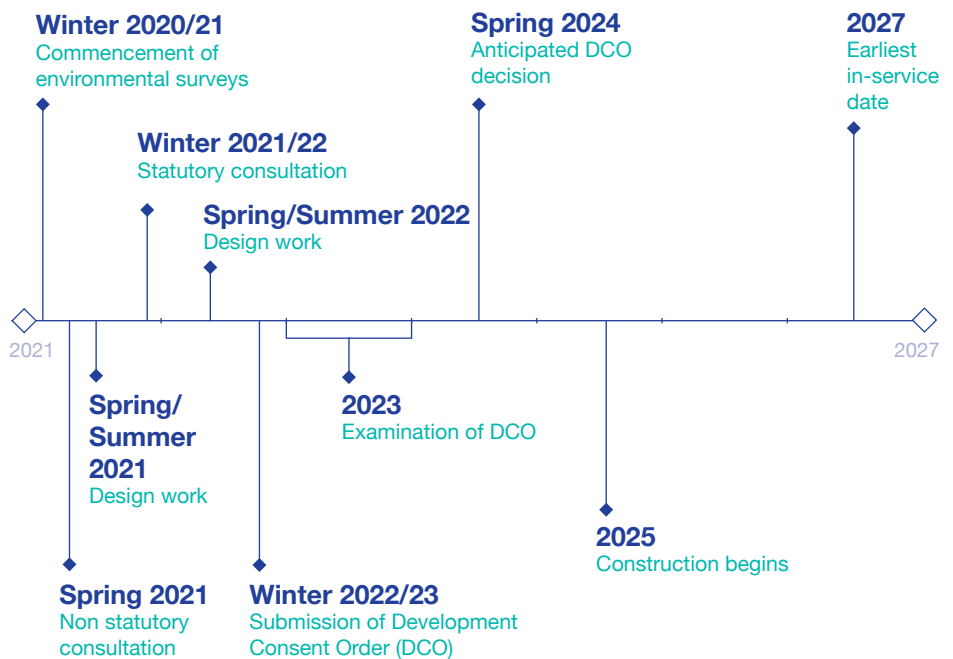 Winter 2020/21
Commencement of
environmental surveys
Spring 2024
Anticipated DCO
decision
2027
Earliest
in-service
date
Winter 2021/22
Statutory consultation
Spring/Summer 2022
Design work
2021
2027
Spring/
Summer
2021
Design work
2023
Examination of DCO
2025
Construction begins
Spring 2021
Non statutory
consultation
Winter 2022/23
Submission of Development
Consent Order (DCO)